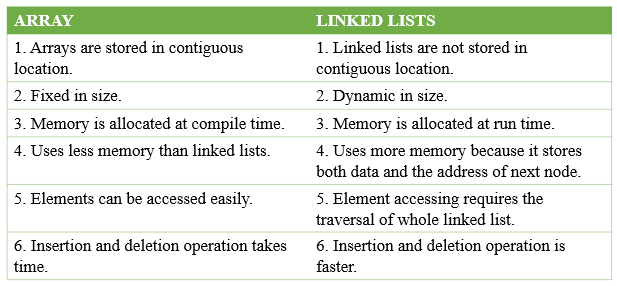 ARRAY
LINKED LISTS
1. Arrays are stored in contiguous
location.
1. Linked lists are not stored in
contiguous location.
2. Fixed in size.
2. Dynamic in size.
3. Memory is allocated at compile time.
3. Memory is allocated at run time.
4. Uses less memory than linked lists.
4. Uses more memory because it stores
both data and the address of next node.
5. Elements can be accessed easily.
5. Element accessing requires the
traversal of whole linked list.
6. Insertion and deletion operation takes
time.
6. Insertion and deletion operation is
faster.